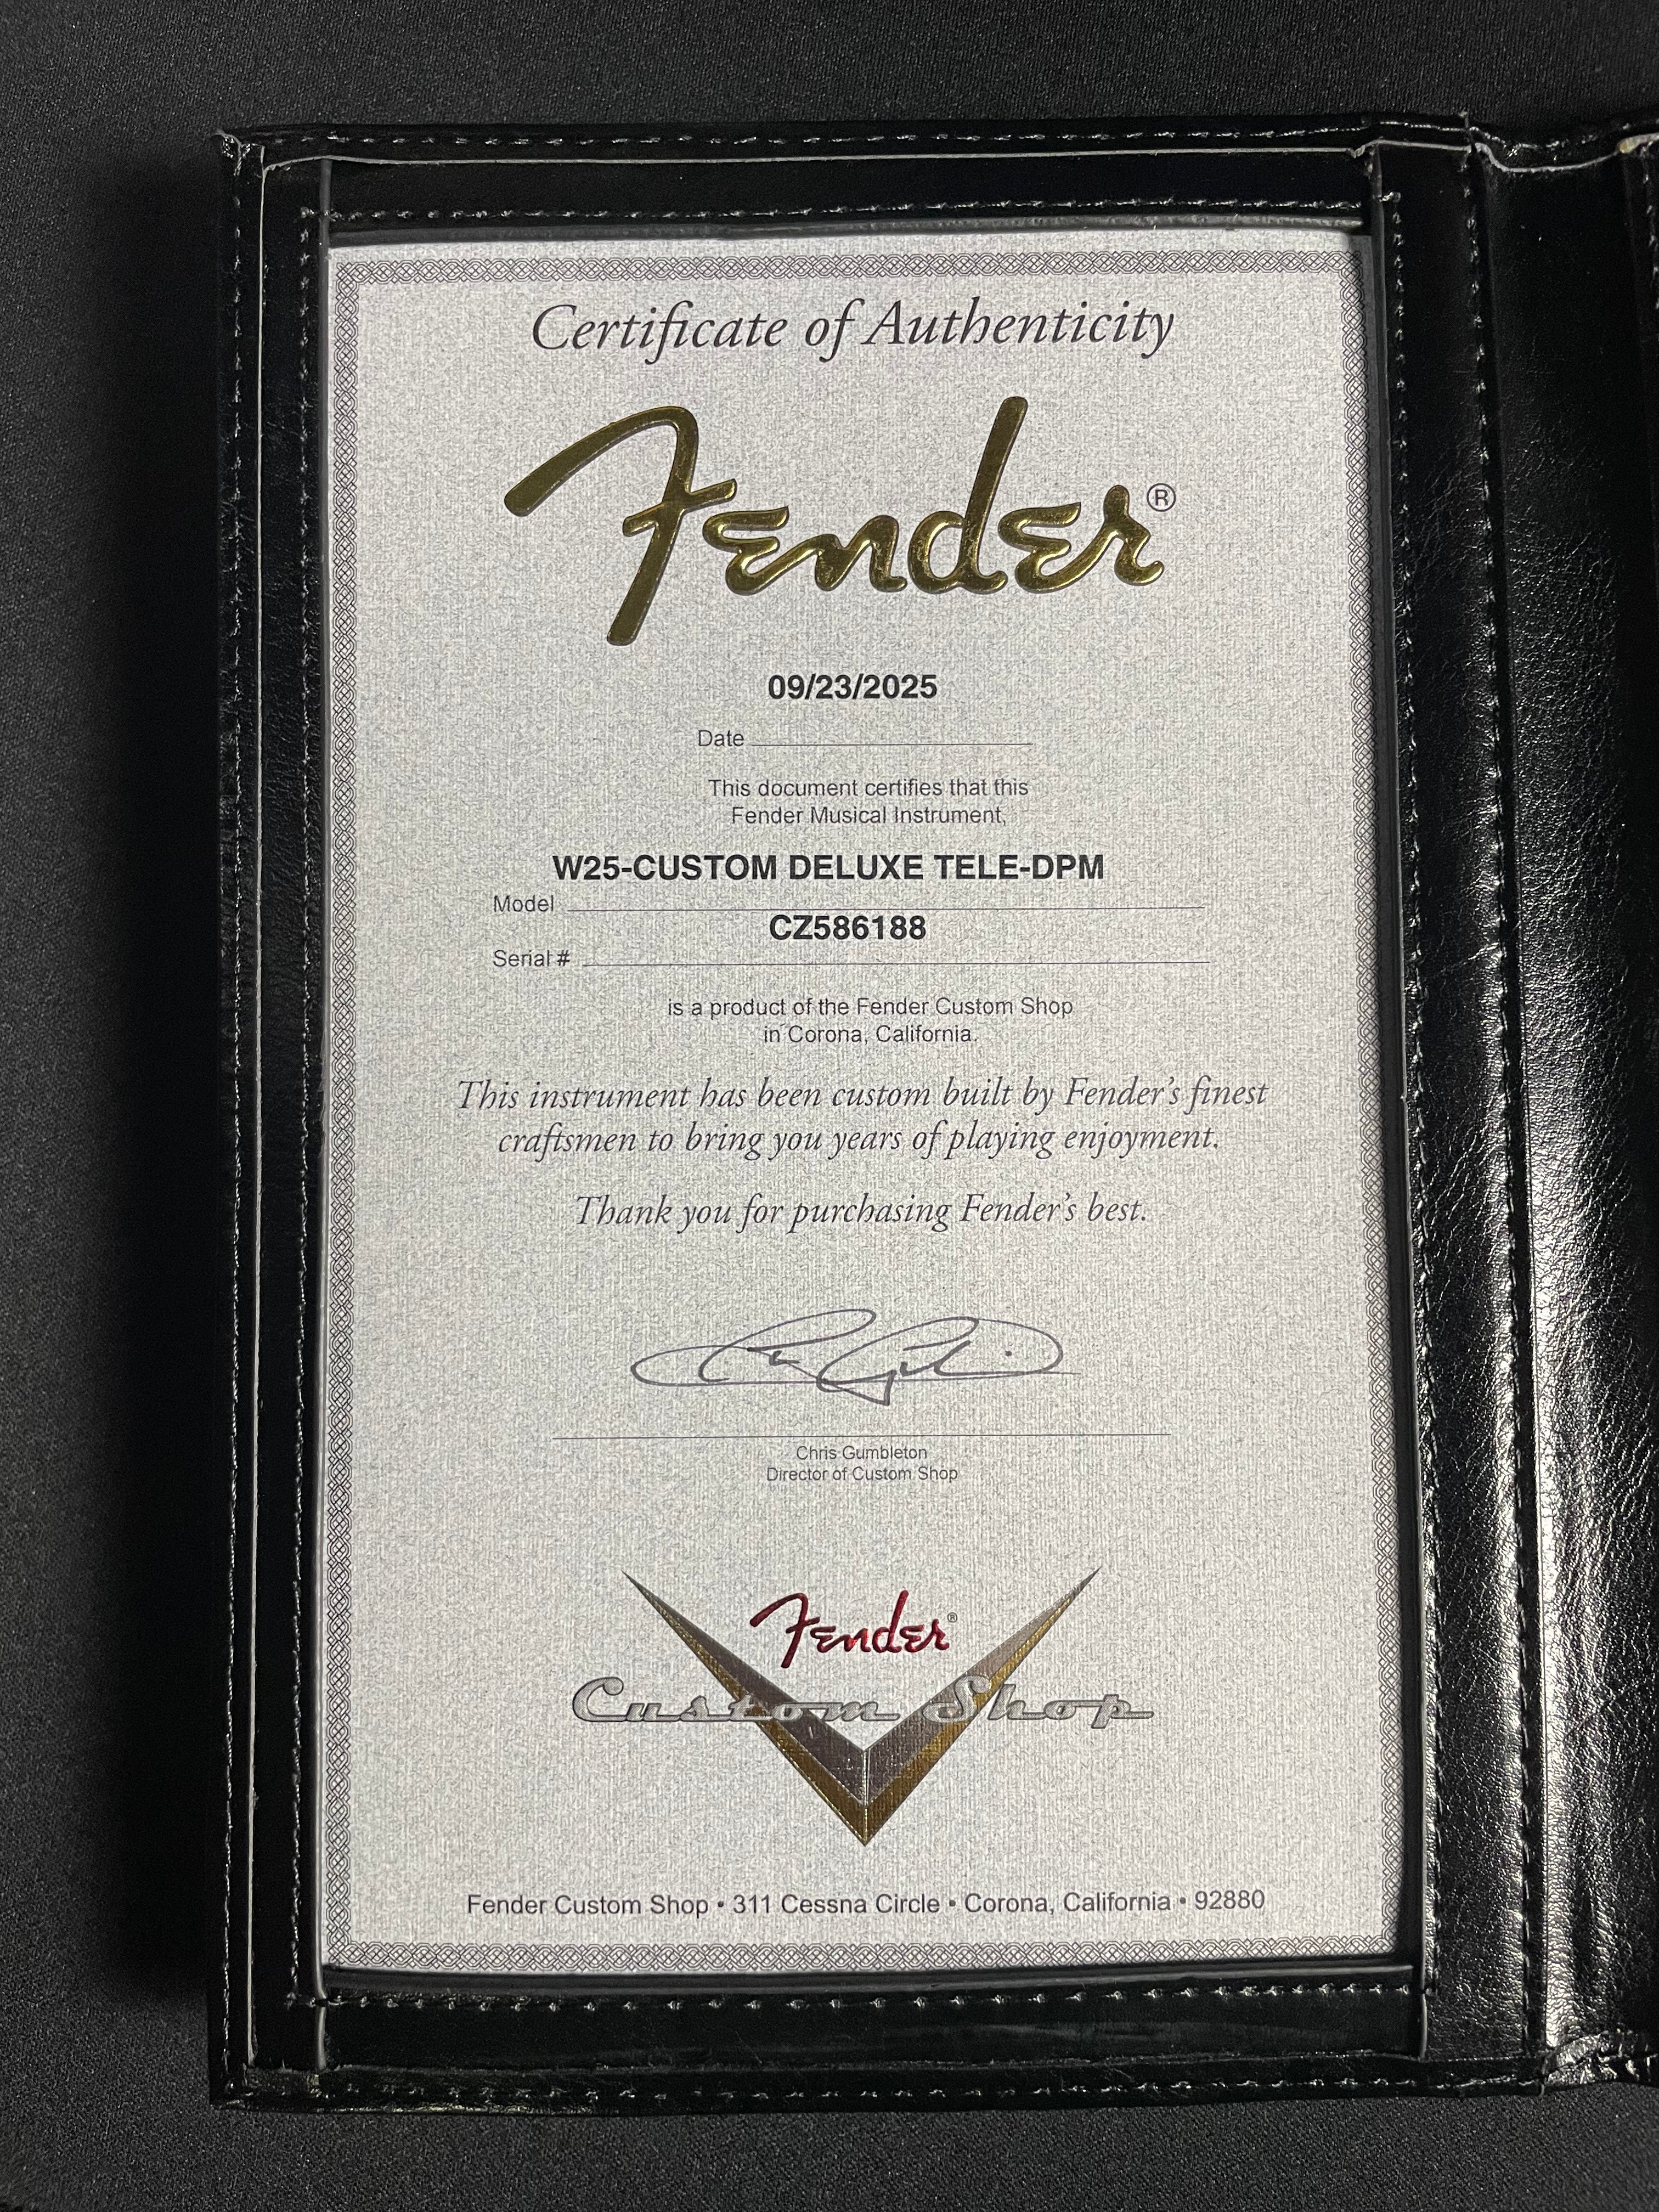 Certificate of Authenticity
Fender®
09/23/2025
Date
This document certifies that this
Fender Musical Instrument,
W25-CUSTOM DELUXE TELE-DPM
Model
CZ586188
Serial #
is a product of the Fender Custom Shop
in Corona, California.
This instrument has been custom built by Fender's finest
craftsmen to bring you years of playing enjoyment.
Thank you for purchasing Fender's best.
Chris Gumbleton
Director of Custom Shop
Fender®
Custom Shop
Fender Custom Shop • 311 Cessna Circle • Corona, California • 92880